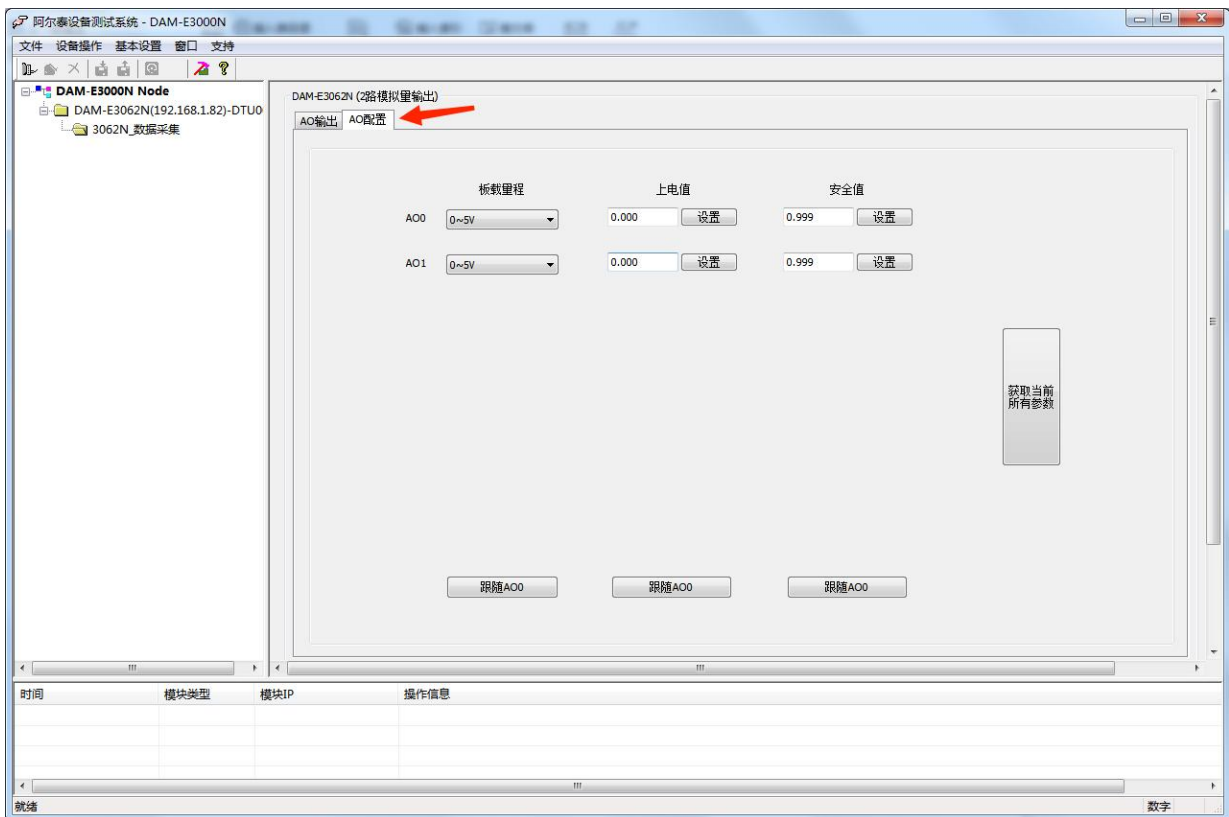 阿尔泰设备测试系统 - DAM-E3000N
文件 设备操作 基本设置 窗口 支持
DAM-E3000N Node
DAM-E3062N(192.168.1.82)-DTU0
3062N_数据采集
DAM-E3062N (2路模拟里输出)
AO输出 AO配置
板载里程 上电值 安全值
AO0 0~5V 0.000 设置 0.999 设置
AO1 0~5V 0.000 设置 0.999 设置
获取当前
所有参数
跟随AO0 跟随AO0 跟随AO0
时间 模块类型 模块IP 操作信息
就绪 数字